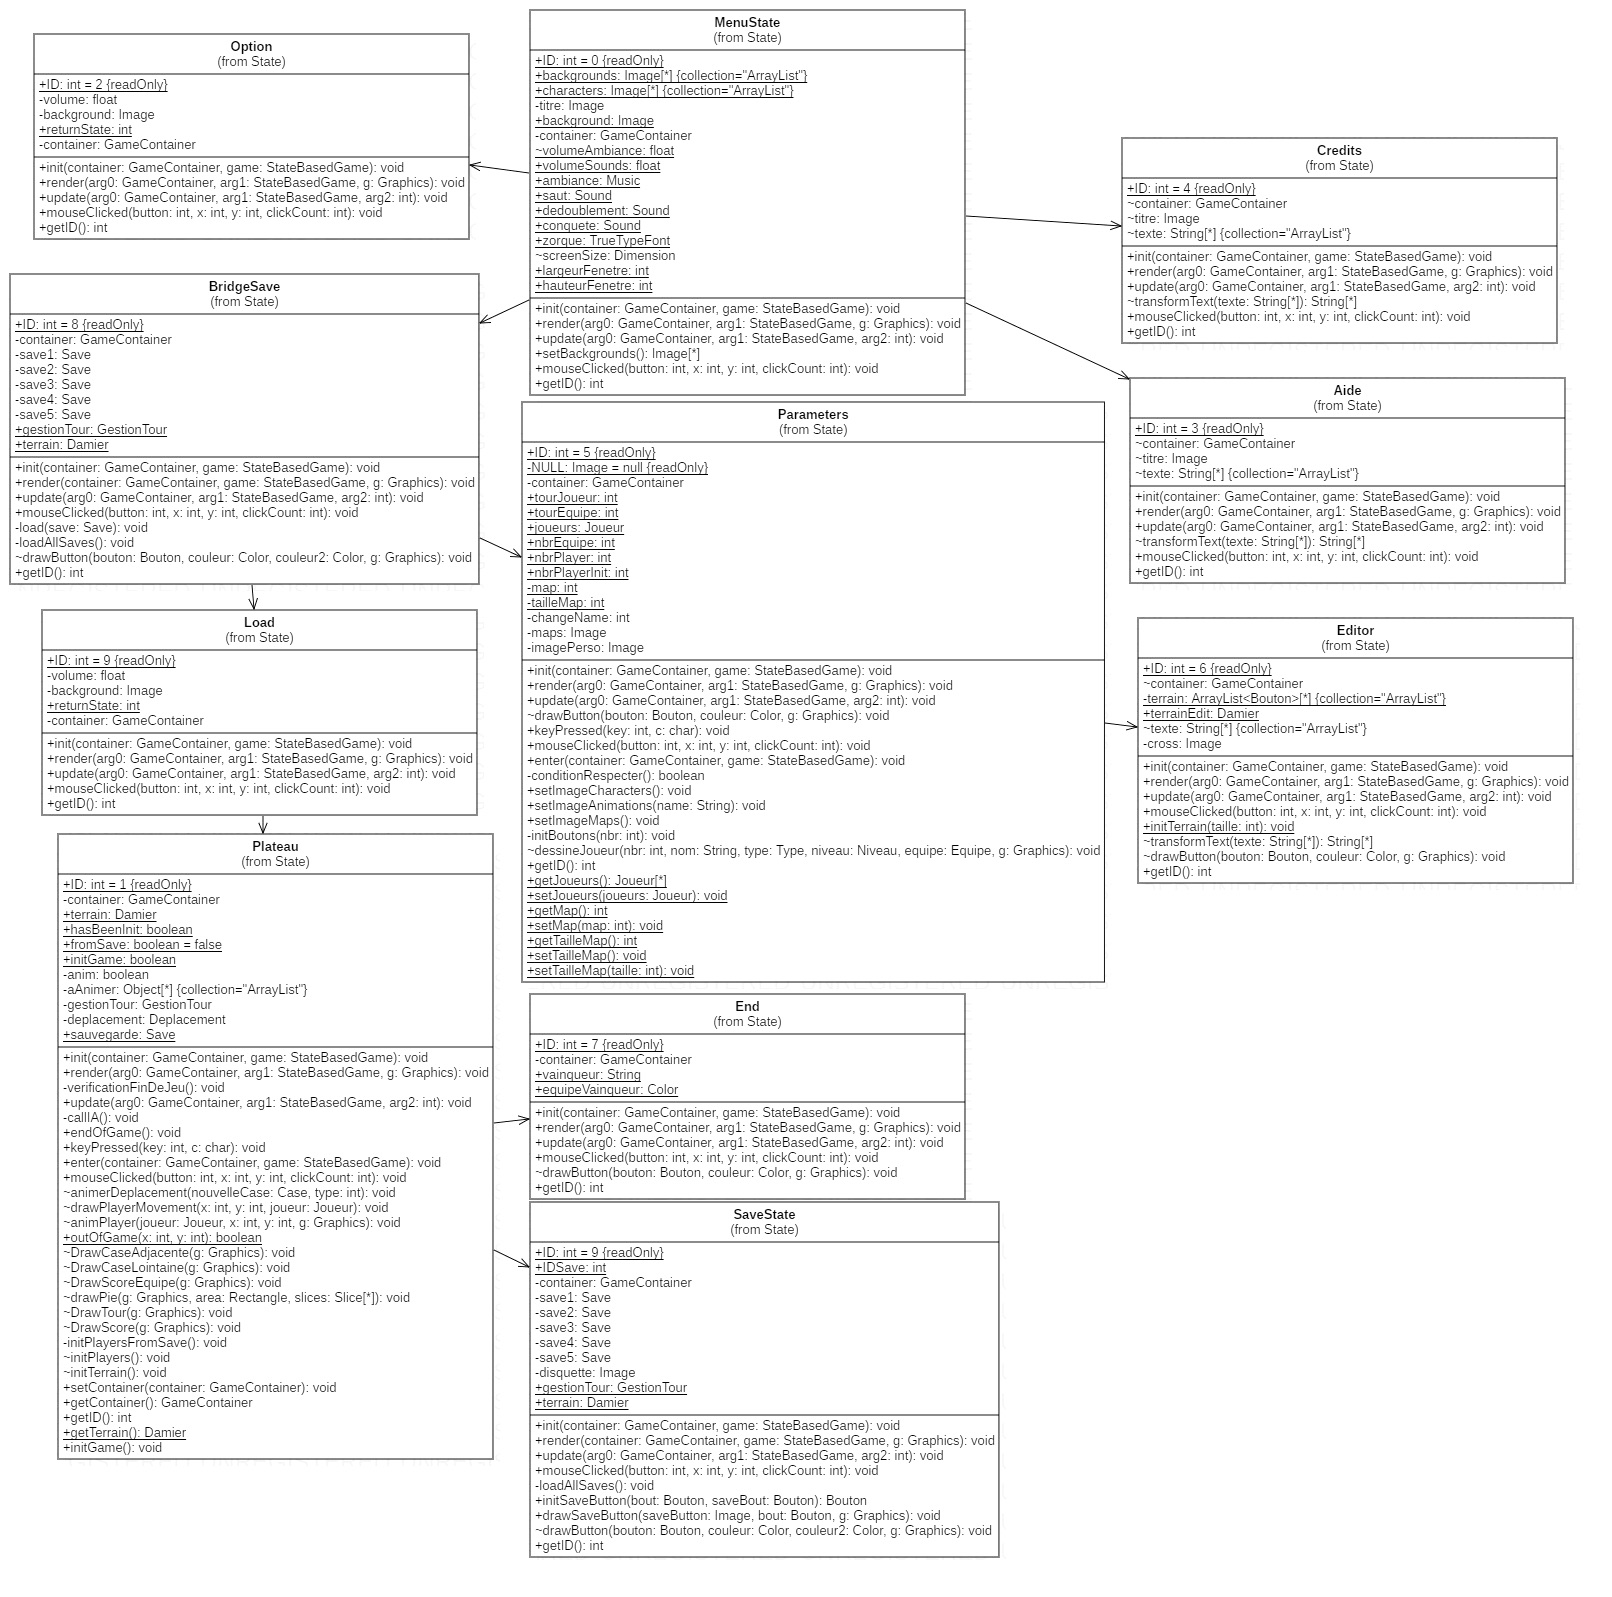 Option
(from State)
+ID: int = 2 {readOnly}
-volume: float
-background: Image
+returnState: int
-container: GameContainer
+init(container: GameContainer, game: StateBasedGame): void
+render(arg0: GameContainer, arg1: StateBasedGame, g: Graphics): void
+update(arg0: GameContainer, arg1: StateBasedGame, arg2: int): void
+mouseClicked(button: int, x: int, y: int, clickCount: int): void
+getID(): int
MenuState
(from State)
+ID: int = 0 {readOnly}
+backgrounds: Image[*] {collection="ArrayList"}
+characters: Image[*] {collection="ArrayList"}
-titre: Image
+background: Image
-container: GameContainer
~volumeAmbiance: float
+volumeSounds: float
+ambiance: Music
+saut: Sound
+dedoublement: Sound
+conquete: Sound
+zorque: TrueTypeFont
~screenSize: Dimension
+largeurFenetre: int
+hauteurFenetre: int
+init(container: GameContainer, game: StateBasedGame): void
+render(arg0: GameContainer, arg1: StateBasedGame, g: Graphics): void
+update(arg0: GameContainer, arg1: StateBasedGame, arg2: int): void
+setBackgrounds(): Image[*]
+mouseClicked(button: int, x: int, y: int, clickCount: int): void
+getID(): int
Credits
(from State)
+ID: int = 4 {readOnly}
~container: GameContainer
~titre: Image
~texte: String[*] {collection="ArrayList"}
+init(container: GameContainer, game: StateBasedGame): void
+render(arg0: GameContainer, arg1: StateBasedGame, g: Graphics): void
+update(arg0: GameContainer, arg1: StateBasedGame, arg2: int): void
~transformText(texte: String[*]): String[*]
+mouseClicked(button: int, x: int, y: int, clickCount: int): void
+getID(): int
BridgeSave
(from State)
+ID: int = 8 {readOnly}
-container: GameContainer
-save1: Save
-save2: Save
-save3: Save
-save4: Save
-save5: Save
+gestionTour: GestionTour
+terrain: Damier
+init(container: GameContainer, game: StateBasedGame): void
+render(container: GameContainer, game: StateBasedGame, g: Graphics): void
+update(arg0: GameContainer, arg1: StateBasedGame, arg2: int): void
+mouseClicked(button: int, x: int, y: int, clickCount: int): void
-load(save: Save): void
-loadAllSaves(): void
~drawButton(bouton: Bouton, couleur: Color, couleur2: Color, g: Graphics): void
+getID(): int
Aide
(from State)
+ID: int = 3 {readOnly}
~container: GameContainer
~titre: Image
~texte: String[*] {collection="ArrayList"}
+init(container: GameContainer, game: StateBasedGame): void
+render(arg0: GameContainer, arg1: StateBasedGame, g: Graphics): void
+update(arg0: GameContainer, arg1: StateBasedGame, arg2: int): void
~transformText(texte: String[*]): String[*]
+mouseClicked(button: int, x: int, y: int, clickCount: int): void
+getID(): int
Parameters
(from State)
+ID: int = 5 {readOnly}
-NULL: Image = null {readOnly}
-container: GameContainer
+tourJoueur: int
+tourEquipe: int
+joueurs: Joueur
+nbrEquipe: int
+nbrPlayer: int
+nbrPlayerInit: int
-map: int
-tailleMap: int
-changeName: int
-maps: Image
-imagePerso: Image
+init(container: GameContainer, game: StateBasedGame): void
+render(arg0: GameContainer, arg1: StateBasedGame, g: Graphics): void
+update(arg0: GameContainer, arg1: StateBasedGame, arg2: int): void
~drawButton(bouton: Bouton, couleur: Color, g: Graphics): void
+keyPressed(key: int, c: char): void
+mouseClicked(button: int, x: int, y: int, clickCount: int): void
+enter(container: GameContainer, game: StateBasedGame): void
-conditionRespecter(): boolean
+setImageCharacters(): void
+setImageAnimations(name: String): void
+setImageMaps(): void
-initBoutons(nbr: int): void
~dessineJoueur(nbr: int, nom: String, type: Type, niveau: Niveau, equipe: Equipe, g: Graphics): void
+getID(): int
+getJoueurs(): Joueur[*]
+setJoueurs(joueurs: Joueur): void
+getMap(): int
+setMap(map: int): void
+getTailleMap(): int
+setTailleMap(): void
+setTailleMap(taille: int): void
Load
(from State)
+ID: int = 9 {readOnly}
-volume: float
-background: Image
+returnState: int
-container: GameContainer
+init(container: GameContainer, game: StateBasedGame): void
+render(arg0: GameContainer, arg1: StateBasedGame, g: Graphics): void
+update(arg0: GameContainer, arg1: StateBasedGame, arg2: int): void
+mouseClicked(button: int, x: int, y: int, clickCount: int): void
+getID(): int
Editor
(from State)
+ID: int = 6 {readOnly}
~container: GameContainer
-terrain: ArrayList<Bouton>[*] {collection="ArrayList"}
+terrainEdit: Damier
~texte: String[*] {collection="ArrayList"}
-cross: Image
+init(container: GameContainer, game: StateBasedGame): void
+render(arg0: GameContainer, arg1: StateBasedGame, g: Graphics): void
+update(arg0: GameContainer, arg1: StateBasedGame, arg2: int): void
+mouseClicked(button: int, x: int, y: int, clickCount: int): void
+initTerrain(taille: int): void
~transformText(texte: String[*]): String[*]
~drawButton(bouton: Bouton, couleur: Color, g: Graphics): void
+getID(): int
Plateau
(from State)
+ID: int = 1 {readOnly}
-container: GameContainer
+terrain: Damier
+hasBeenInit: boolean
+fromSave: boolean = false
+initGame: boolean
-anim: boolean
-aAnimer: Object[*] {collection="ArrayList"}
-gestionTour: GestionTour
-deplacement: Deplacement
+sauvegarde: Save
+init(container: GameContainer, game: StateBasedGame): void
+render(arg0: GameContainer, arg1: StateBasedGame, g: Graphics): void
-verificationFinDeJeu(): void
+update(arg0: GameContainer, arg1: StateBasedGame, arg2: int): void
-callIA(): void
+endOfGame(): void
+keyPressed(key: int, c: char): void
+enter(container: GameContainer, game: StateBasedGame): void
+mouseClicked(button: int, x: int, y: int, clickCount: int): void
~animerDeplacement(nouvelleCase: Case, type: int): void
~drawPlayerMovement(x: int, y: int, joueur: Joueur): void
~animPlayer(joueur: Joueur, x: int, y: int, g: Graphics): void
+outOfGame(x: int, y: int): boolean
~DrawCaseAdjacente(g: Graphics): void
~DrawCaseLointaine(g: Graphics): void
~DrawScoreEquipe(g: Graphics): void
~drawPie(g: Graphics, area: Rectangle, slices: Slice[*]): void
~DrawTour(g: Graphics): void
~DrawScore(g: Graphics): void
-initPlayersFromSave(): void
~initPlayers(): void
~initTerrain(): void
+setContainer(container: GameContainer): void
+getContainer(): GameContainer
+getID(): int
+getTerrain(): Damier
+initGame(): void
End
(from State)
+ID: int = 7 {readOnly}
-container: GameContainer
+vainqueur: String
+equipeVainqueur: Color
+init(container: GameContainer, game: StateBasedGame): void
+render(arg0: GameContainer, arg1: StateBasedGame, g: Graphics): void
+update(arg0: GameContainer, arg1: StateBasedGame, arg2: int): void
+mouseClicked(button: int, x: int, y: int, clickCount: int): void
~drawButton(bouton: Bouton, couleur: Color, g: Graphics): void
+getID(): int
SaveState
(from State)
+ID: int = 9 {readOnly}
+IDSave: int
-container: GameContainer
-save1: Save
-save2: Save
-save3: Save
-save4: Save
-save5: Save
-disquette: Image
+gestionTour: GestionTour
+terrain: Damier
+init(container: GameContainer, game: StateBasedGame): void
+render(container: GameContainer, game: StateBasedGame, g: Graphics): void
+update(arg0: GameContainer, arg1: StateBasedGame, arg2: int): void
+mouseClicked(button: int, x: int, y: int, clickCount: int): void
-loadAllSaves(): void
+initSaveButton(bout: Bouton, saveBout: Bouton): Bouton
+drawSaveButton(saveButton: Image, bout: Bouton, g: Graphics): void
~drawButton(bouton: Bouton, couleur: Color, couleur2: Color, g: Graphics): void
+getID(): int